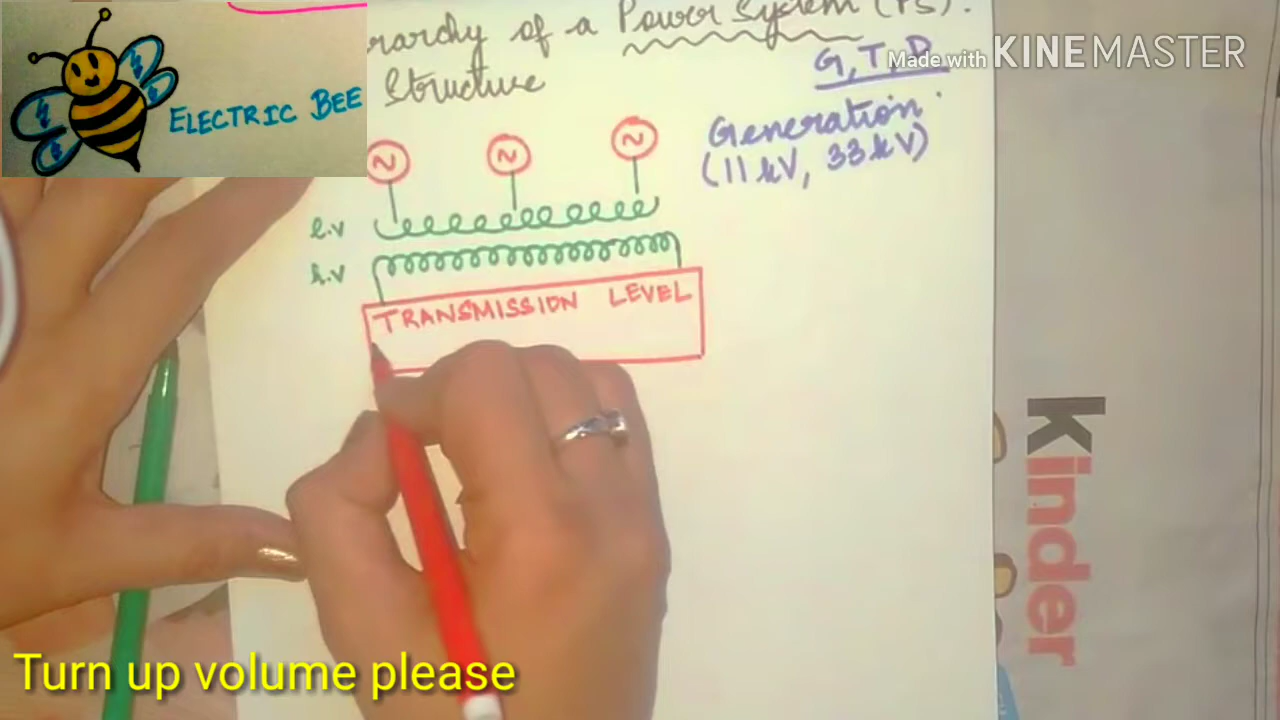 rarchy of a Power System (PS).
Structure
G, T, D
Made with KINEMASTER
ELECTRIC BEE
Generation
(11 kV, 33 kV)
N N N
l.v
h.v
TRANSMISSION LEVEL
Kinder
Turn up volume please